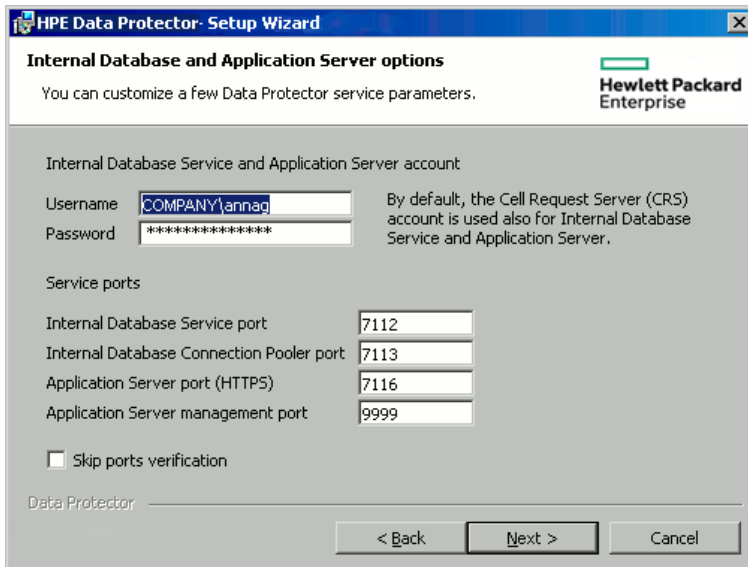 HPE Data Protector- Setup Wizard
Internal Database and Application Server options
You can customize a few Data Protector service parameters.
Hewlett Packard
Enterprise
Internal Database Service and Application Server account
Username COMPANY\annag
Password **************
By default, the Cell Request Server (CRS)
account is used also for Internal Database
Service and Application Server.
Service ports
Internal Database Service port 7112
Internal Database Connection Pooler port 7113
Application Server port (HTTPS) 7116
Application Server management port 9999
Skip ports verification
Data Protector
< Back
Next >
Cancel